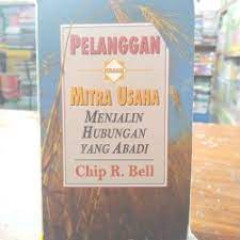 PELANGGAN
MITRA USAHA
MENJALIN
HUBUNGAN
YANG ABADI
Chip R. Bell